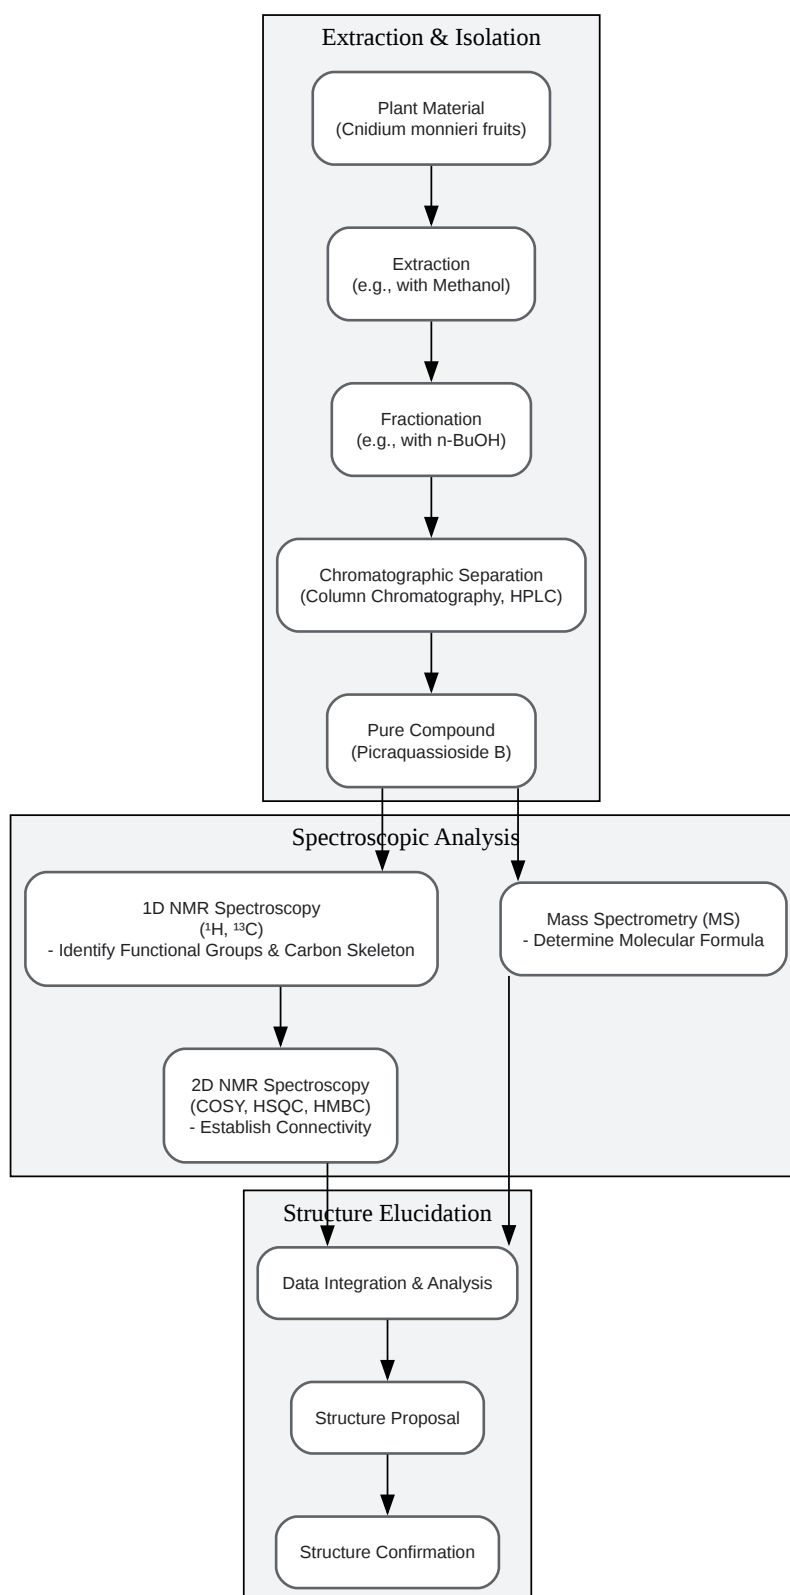 Extraction & Isolation
Plant Material
(Cnidium monnieri fruits)
Extraction
(e.g., with Methanol)
Fractionation
(e.g., with n-BuOH)
Chromatographic Separation
(Column Chromatography, HPLC)
Pure Compound
(Picraquassioside B)
Spectroscopic Analysis
1D NMR Spectroscopy
(¹H, ¹³C)
- Identify Functional Groups & Carbon Skeleton
Mass Spectrometry (MS)
- Determine Molecular Formula
2D NMR Spectroscopy
(COSY, HSQC, HMBC)
- Establish Connectivity
Structure Elucidation
Data Integration & Analysis
Structure Proposal
Structure Confirmation